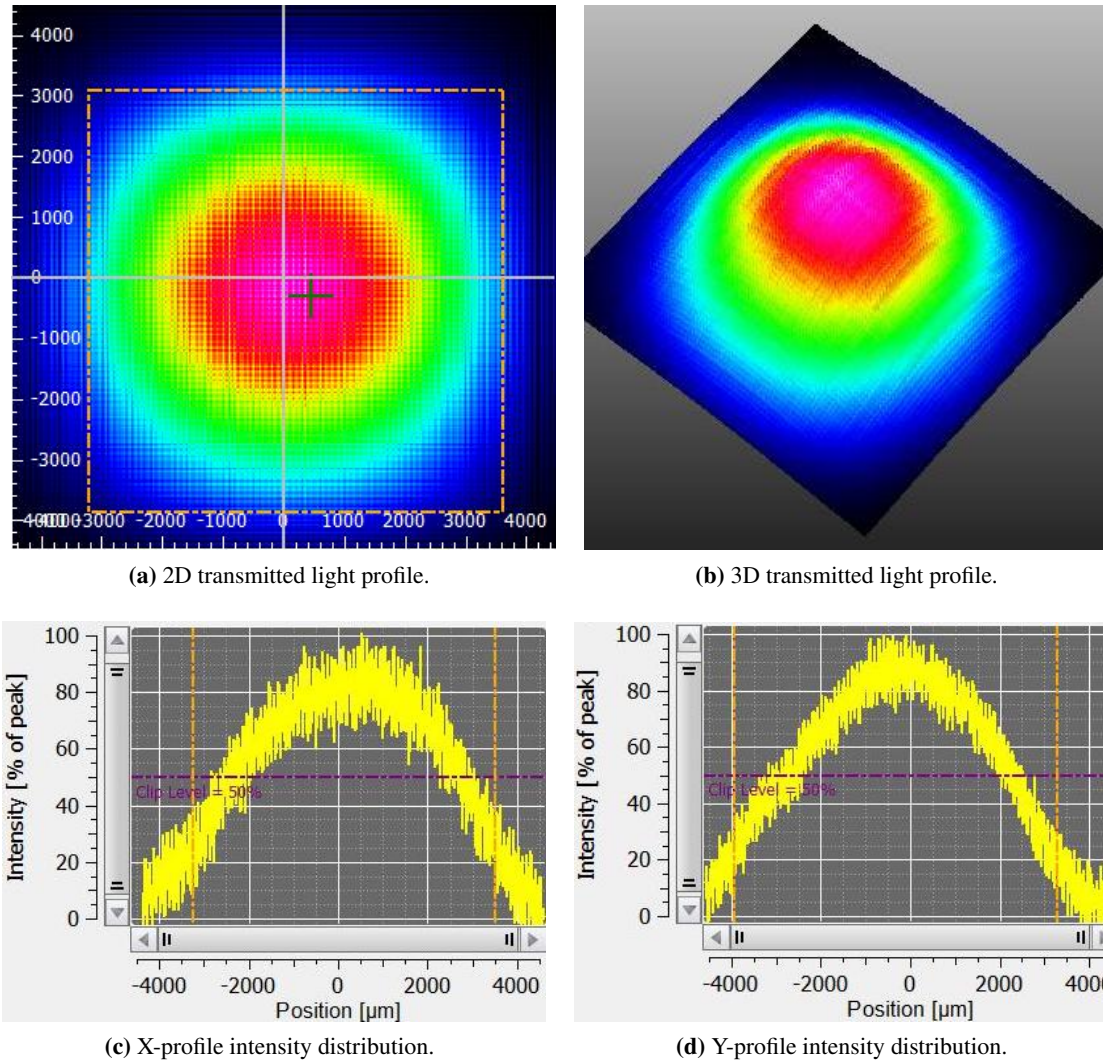 4000
3000
2000
1000
0
-1000
-2000
-3000
-4000
-4000 -3000 -2000 -1000 0 1000 2000 3000 4000
(a) 2D transmitted light profile.
(b) 3D transmitted light profile.
Intensity [% of peak]
100
80
60
40
20
0
Clip Level = 50%
-4000 -2000 0 2000 4000
Position [µm]
(c) X-profile intensity distribution.
Intensity [% of peak]
100
80
60
40
20
0
Clip Level = 50%
-4000 -2000 0 2000 4000
Position [µm]
(d) Y-profile intensity distribution.